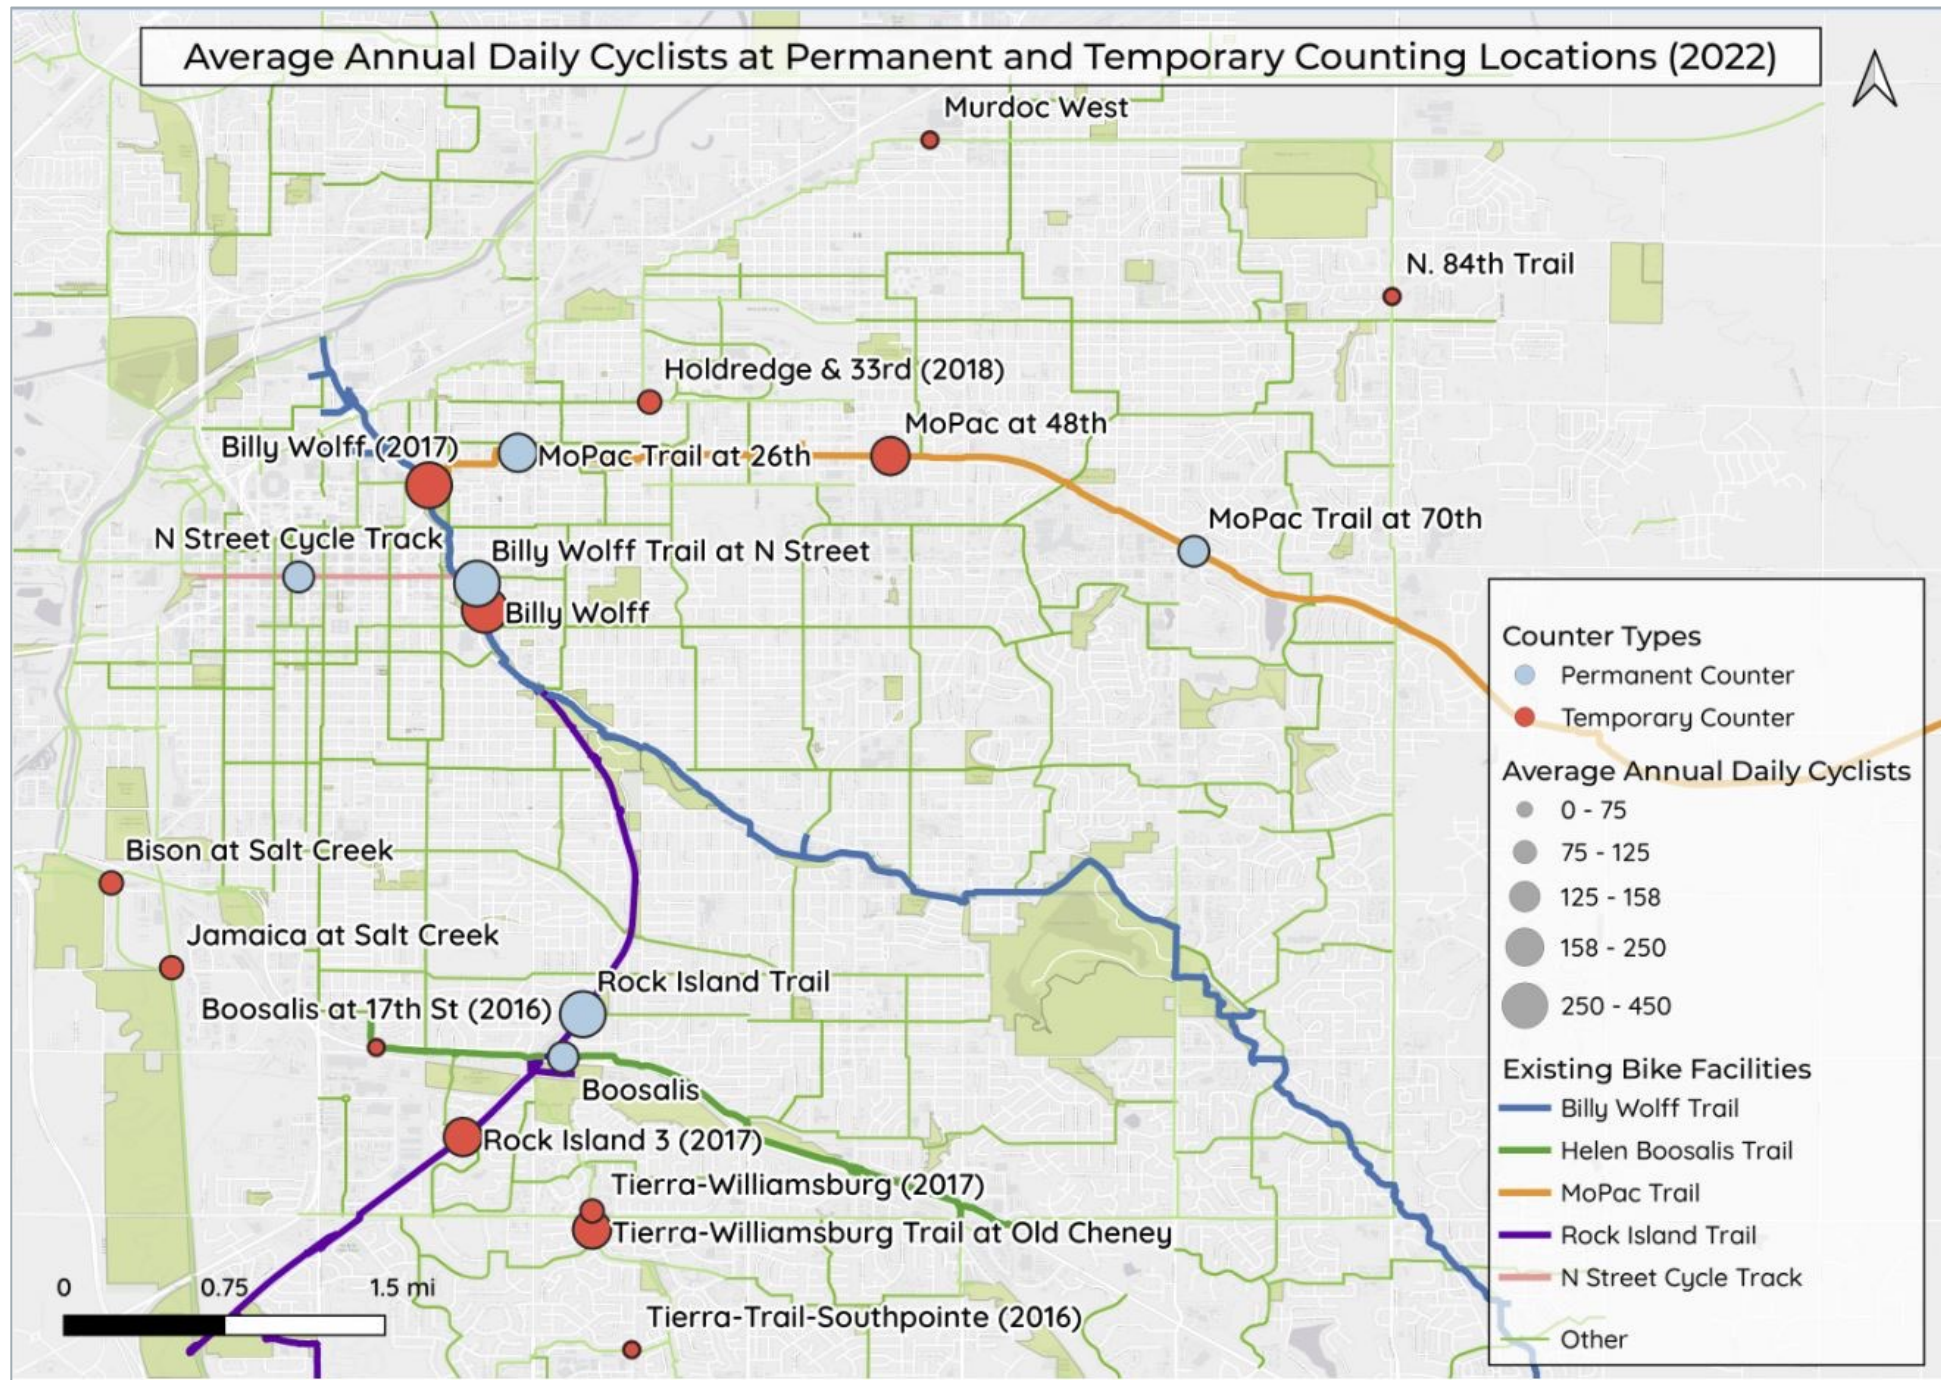 Average Annual Daily Cyclists at Permanent and Temporary Counting Locations (2022)
Murdoc West
N. 84th Trail
Holdredge & 33rd (2018)
MoPac at 48th
Billy Wolff (2017)
MoPac Trail at 26th
MoPac Trail at 70th
N Street Cycle Track
Billy Wolff Trail at N Street
Billy Wolff
Bison at Salt Creek
Jamaica at Salt Creek
Rock Island Trail
Boosalis at 17th St (2016)
Boosalis
Rock Island 3 (2017)
Tierra-Williamsburg (2017)
Tierra-Williamsburg Trail at Old Cheney
Tierra-Trail-Southpointe (2016)
0 0.75 1.5 mi
Counter Types
Permanent Counter
Temporary Counter
Average Annual Daily Cyclists
0 - 75
75 - 125
125 - 158
158 - 250
250 - 450
Existing Bike Facilities
Billy Wolff Trail
Helen Boosalis Trail
MoPac Trail
Rock Island Trail
N Street Cycle Track
Other